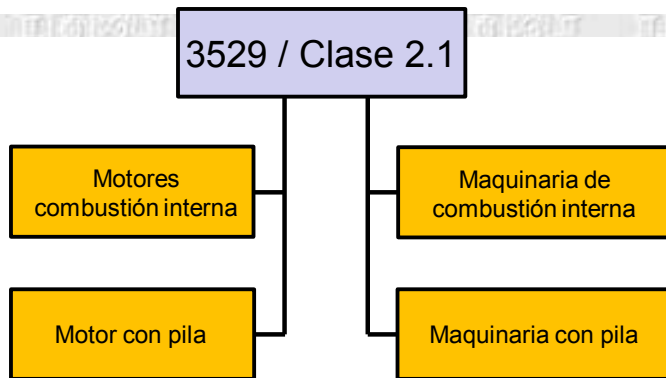 3529 / Clase 2.1
Motores
combustión interna
Maquinaria de
combustión interna
Motor con pila
Maquinaria con pila